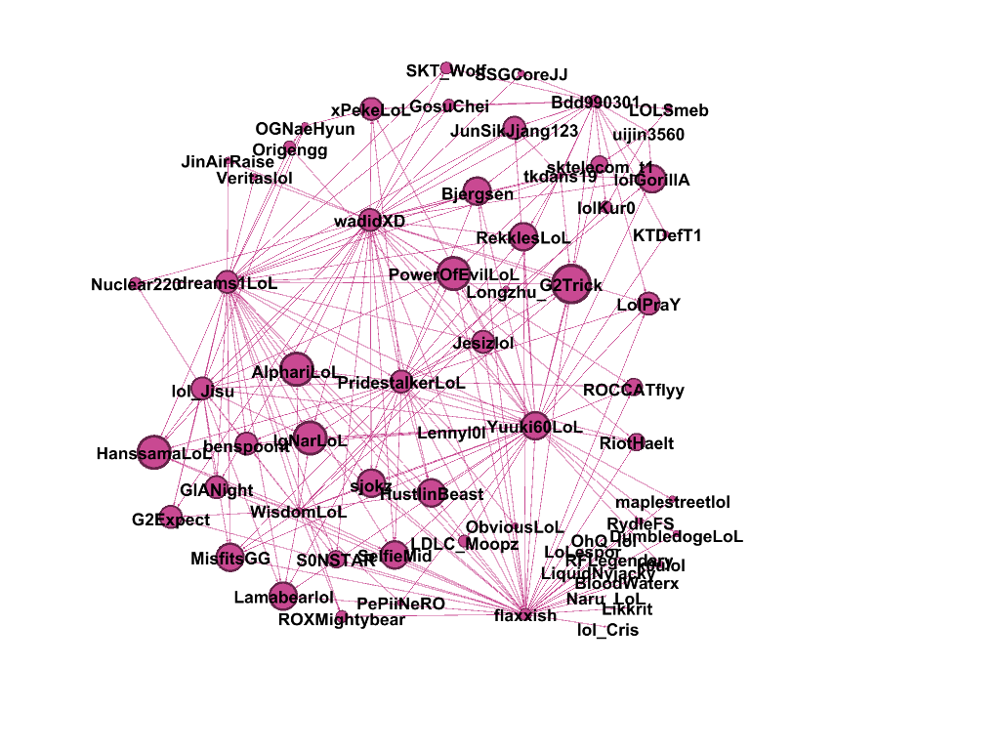 SKT_Wolf
SSGCoreJJ
xPekeLoL
GosuChei
Bdd990301
LOLSmeb
OGNaeHyun
JunSikJjang123
uijin3560
Origengg
JinAirRaise
Veritaslol
sktelecom_t1
tkdans19
lolGorillA
Bjergsen
lolKur0
wadidXD
RekklesLoL
KTDefT1
PowerOfEvilLoL
Nuclear220
dreams1LoL
Longzhu_
G2Trick
LolPraY
Jesizlol
AlphariLoL
PridestalkerLoL
lol_Jisu
ROCCATflyy
Lennyl0l
Yuuki60LoL
IgNarLoL
benspoont
HanssamaLoL
RiotHaelt
GIANight
sjokz
HustlinBeast
maplestreetlol
WisdomLoL
G2Expect
RydleFS
ObviousLoL
DumbledogeLoL
LDLC_Moopz
LoLespor
MisfitsGG
S0NSTAR
SelfieMid
RFLegendary
LiquidNyjacky
BloodWaterx
Lamabearlol
PePiiNeRO
Naru_LoL
Likkrit
ROXMightybear
flaxxish
lol_Cris